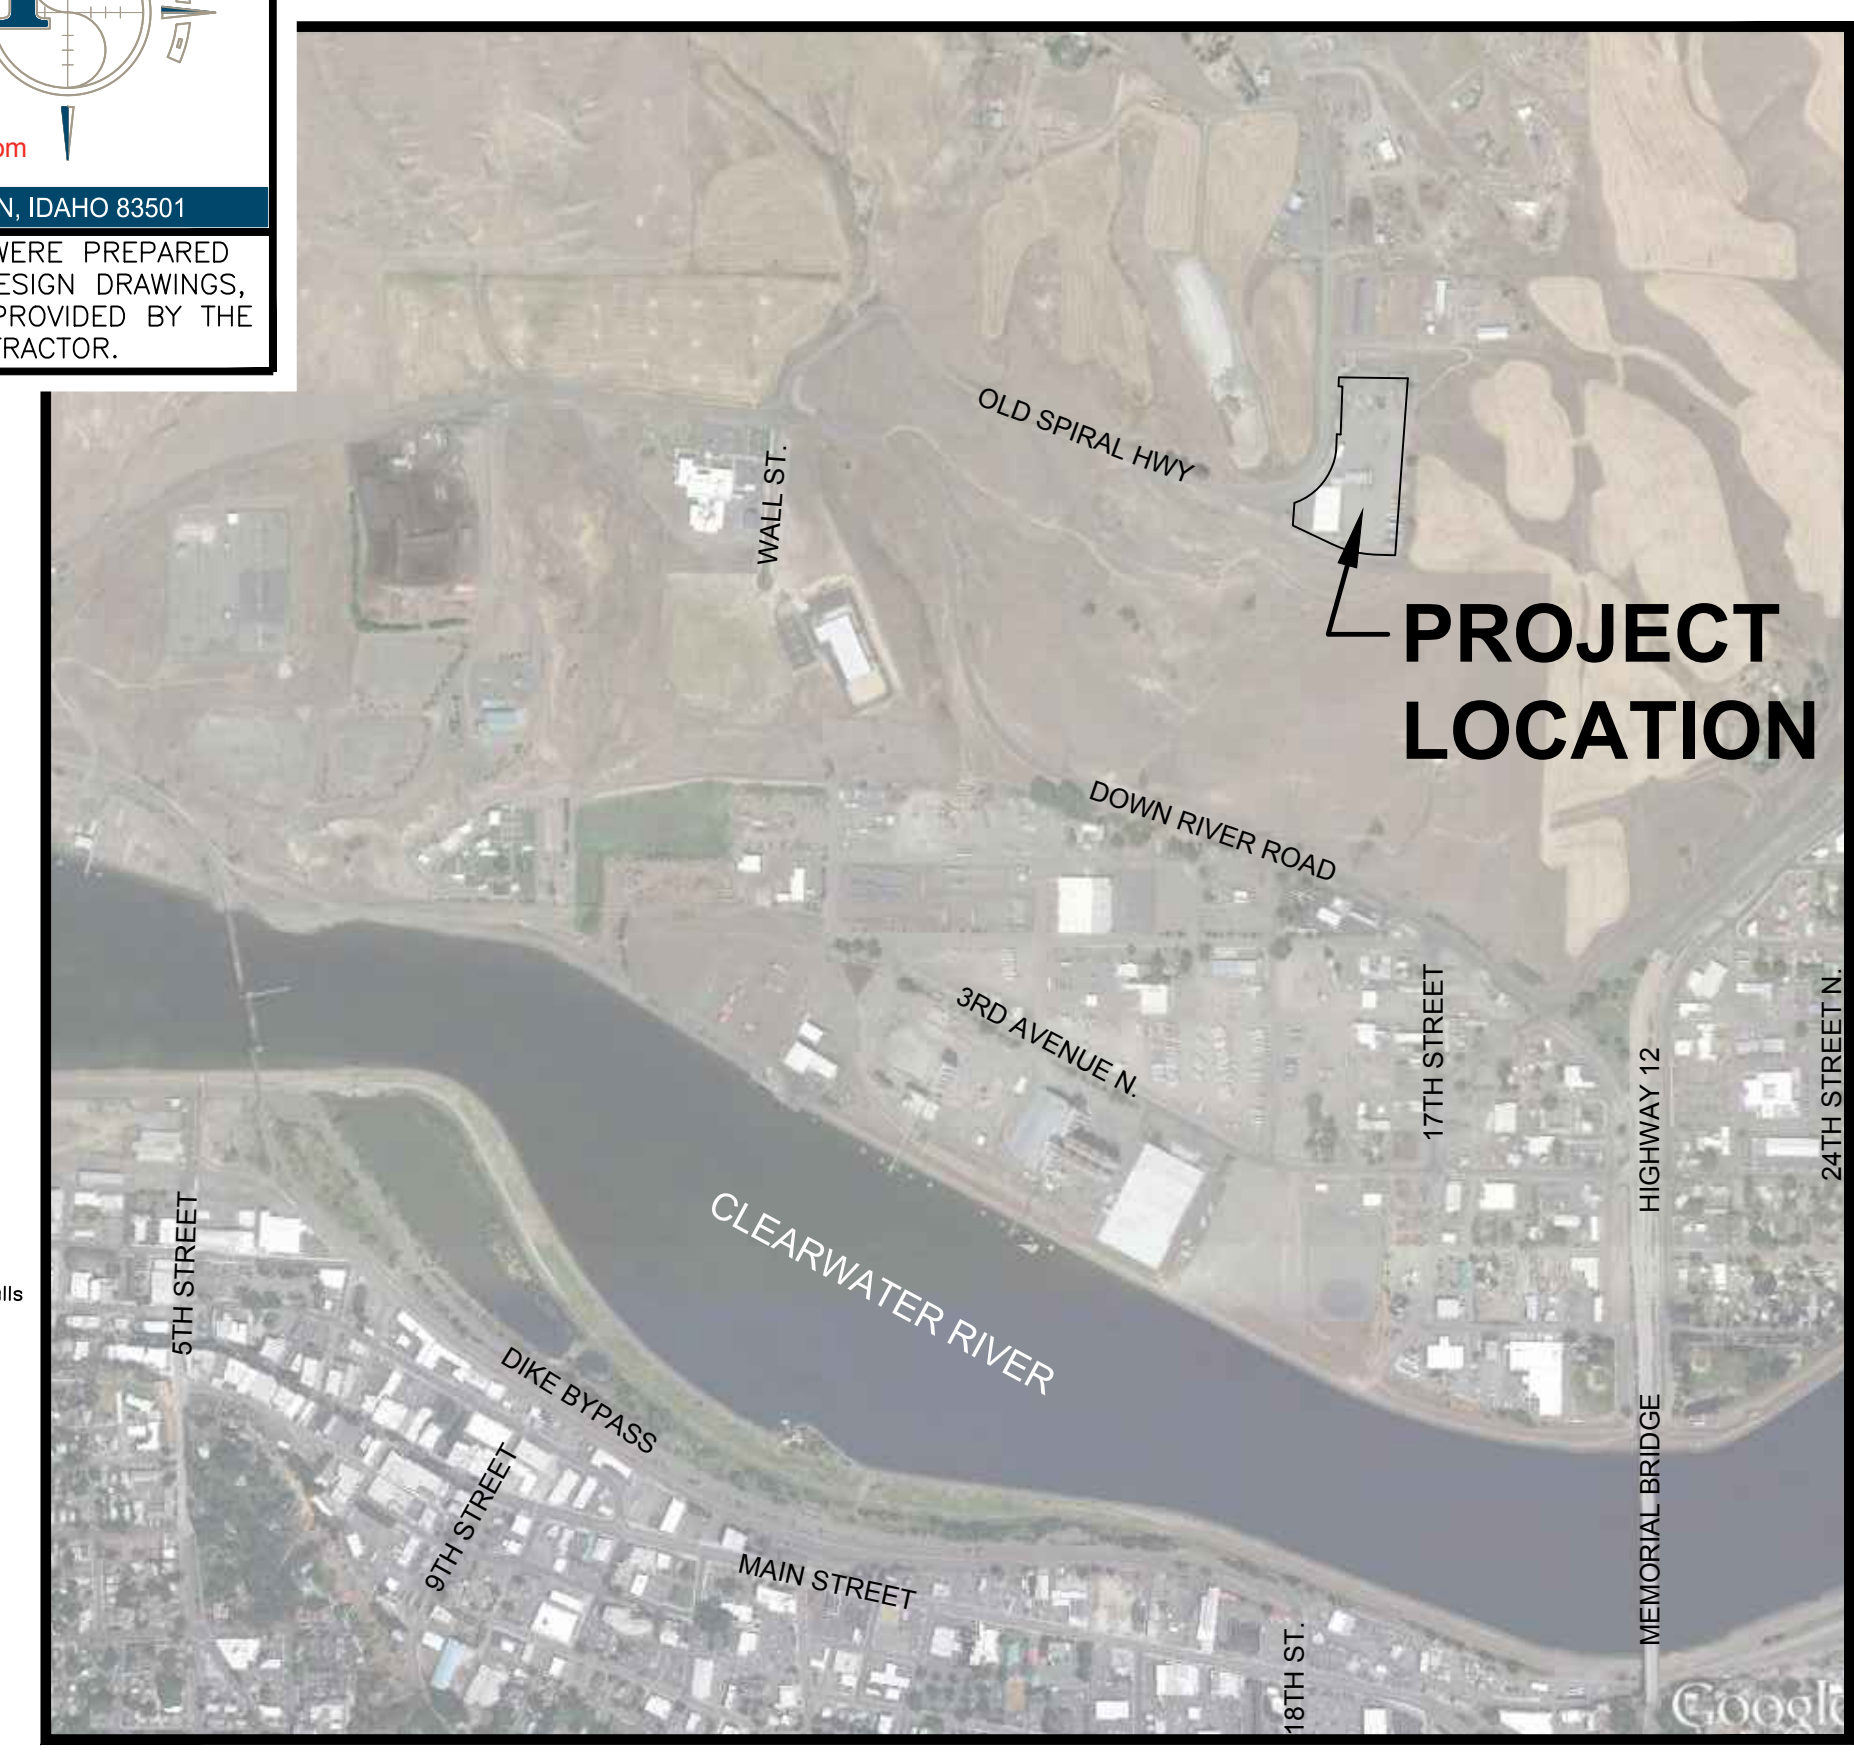 om
N, IDAHO 83501
WERE PREPARED
ESIGN DRAWINGS,
PROVIDED BY THE
TRACTOR.
OLD SPIRAL HWY
WALL ST.
PROJECT
LOCATION
DOWN RIVER ROAD
3RD AVENUE N.
17TH STREET
HIGHWAY 12
24TH STREET N.
CLEARWATER RIVER
5TH STREET
lls
DIKE BYPASS
9TH STREET
MAIN STREET
MEMORIAL BRIDGE
18TH ST.
Google